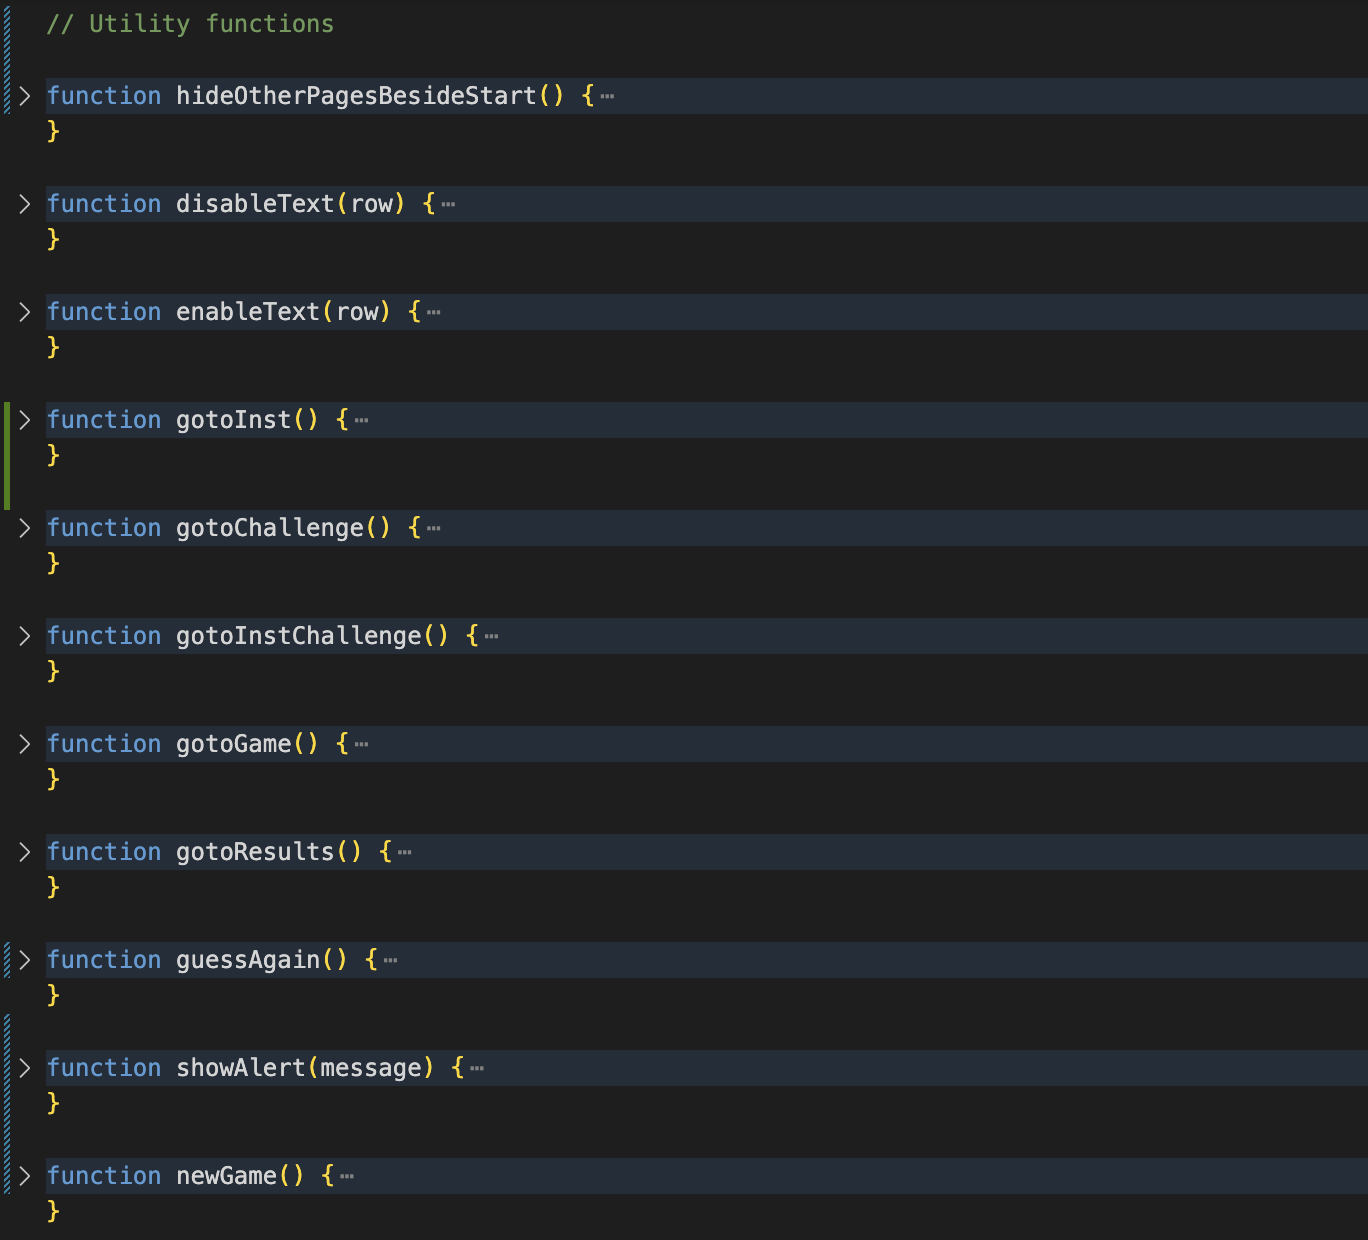 // Utility functions
function hideOtherPagesBesideStart() {⋯
}
function disableText(row) {⋯
}
function enableText(row) {⋯
}
function gotoInst() {⋯
}
function gotoChallenge() {⋯
}
function gotoInstChallenge() {⋯
}
function gotoGame() {⋯
}
function gotoResults() {⋯
}
function guessAgain() {⋯
}
function showAlert(message) {⋯
}
function newGame() {⋯
}